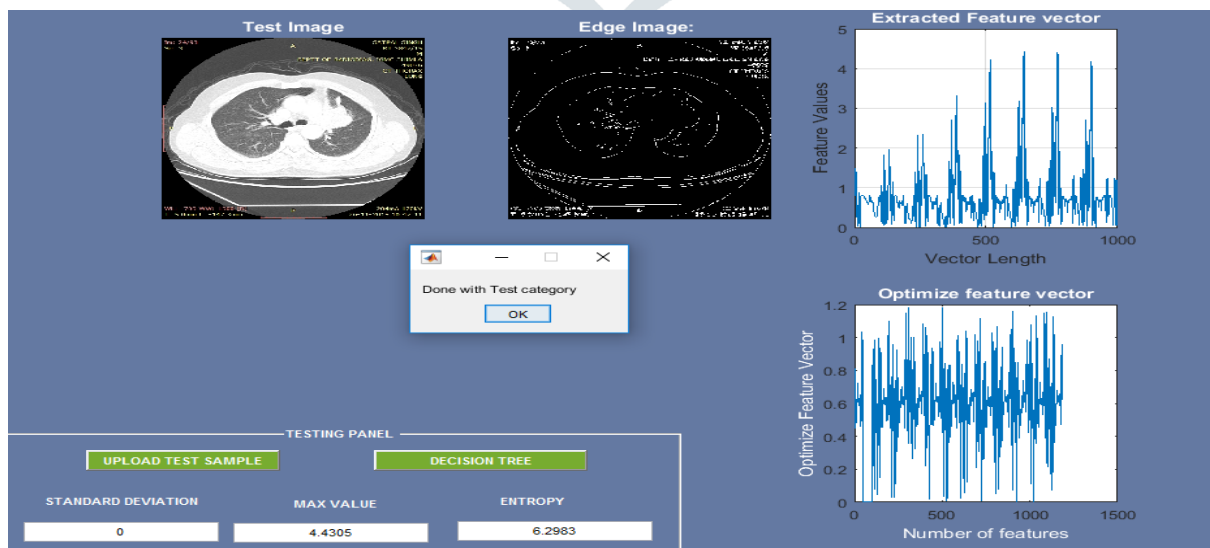 Test Image
Edge Image:
Extracted Feature vector
5
4
3
2
1
0
Feature Values
0
500
1000
Vector Length
Done with Test category
OK
Optimize feature vector
1.2
1
0.8
0.6
0.4
0.2
0
Optimize Feature Vector
0
500
1000
1500
Number of features
TESTING PANEL
UPLOAD TEST SAMPLE
DECISION TREE
STANDARD DEVIATION
MAX VALUE
ENTROPY
0
4.4305
6.2983